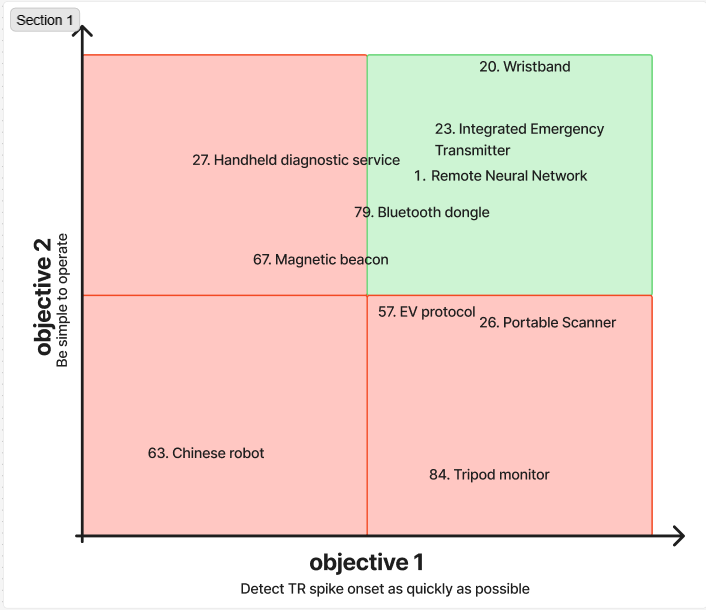 Section 1
20. Wristband
23. Integrated Emergency
Transmitter
27. Handheld diagnostic service
1. Remote Neural Network
79. Bluetooth dongle
67. Magnetic beacon
57. EV protocol
26. Portable Scanner
63. Chinese robot
84. Tripod monitor
objective 2
Be simple to operate
objective 1
Detect TR spike onset as quickly as possible